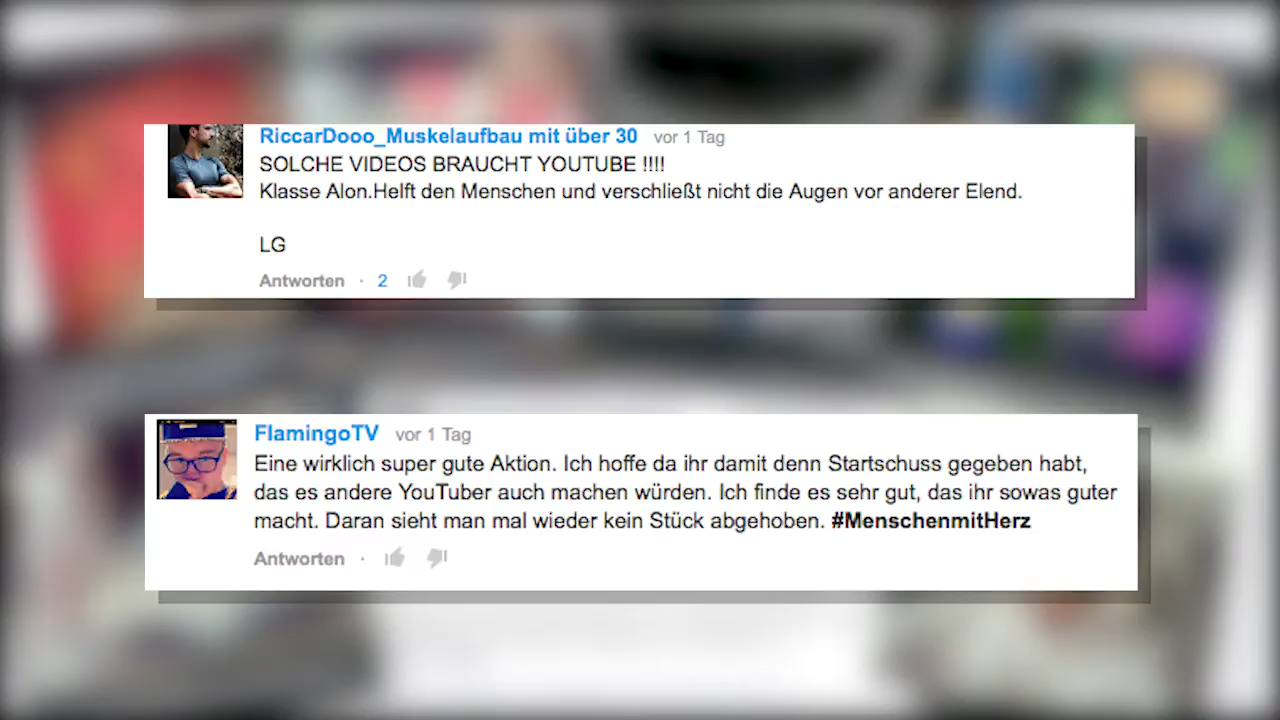 RiccarDooo_Muskelaufbau mit über 30 vor 1 Tag
SOLCHE VIDEOS BRAUCHT YOUTUBE !!!!
Klasse Alon.Helft den Menschen und verschließt nicht die Augen vor anderer Elend.
LG
Antworten · 2
FlamingoTV vor 1 Tag
Eine wirklich super gute Aktion. Ich hoffe da ihr damit denn Startschuss gegeben habt,
das es andere YouTuber auch machen würden. Ich finde es sehr gut, das ihr sowas guter
macht. Daran sieht man mal wieder kein Stück abgehoben. #MenschenmitHerz
Antworten ·